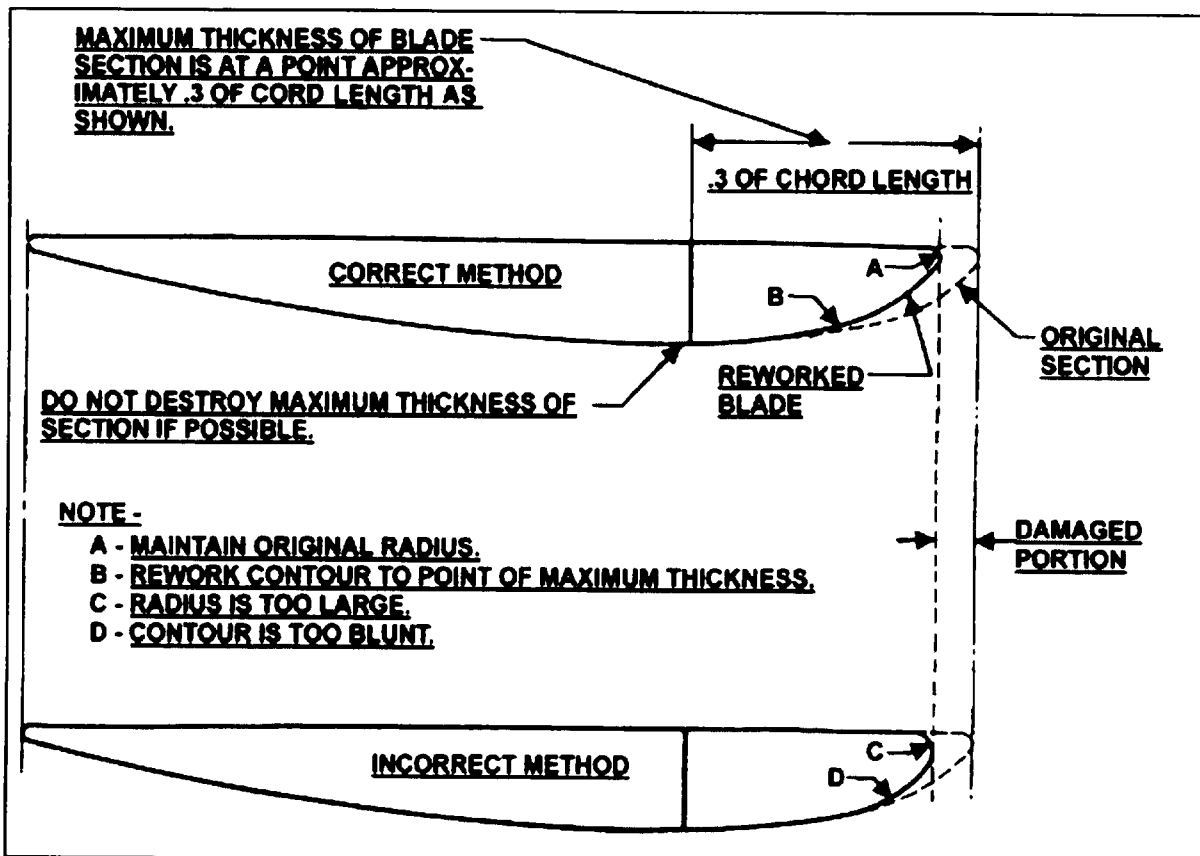 MAXIMUM THICKNESS OF BLADE
SECTION IS AT A POINT APPROX-
IMATELY .3 OF CORD LENGTH AS
SHOWN.
.3 OF CHORD LENGTH
CORRECT METHOD
A
B
ORIGINAL
SECTION
REWORKED
BLADE
DO NOT DESTROY MAXIMUM THICKNESS OF
SECTION IF POSSIBLE.
NOTE -
A - MAINTAIN ORIGINAL RADIUS.
B - REWORK CONTOUR TO POINT OF MAXIMUM THICKNESS.
C - RADIUS IS TOO LARGE.
D - CONTOUR IS TOO BLUNT.
DAMAGED
PORTION
INCORRECT METHOD
C
D